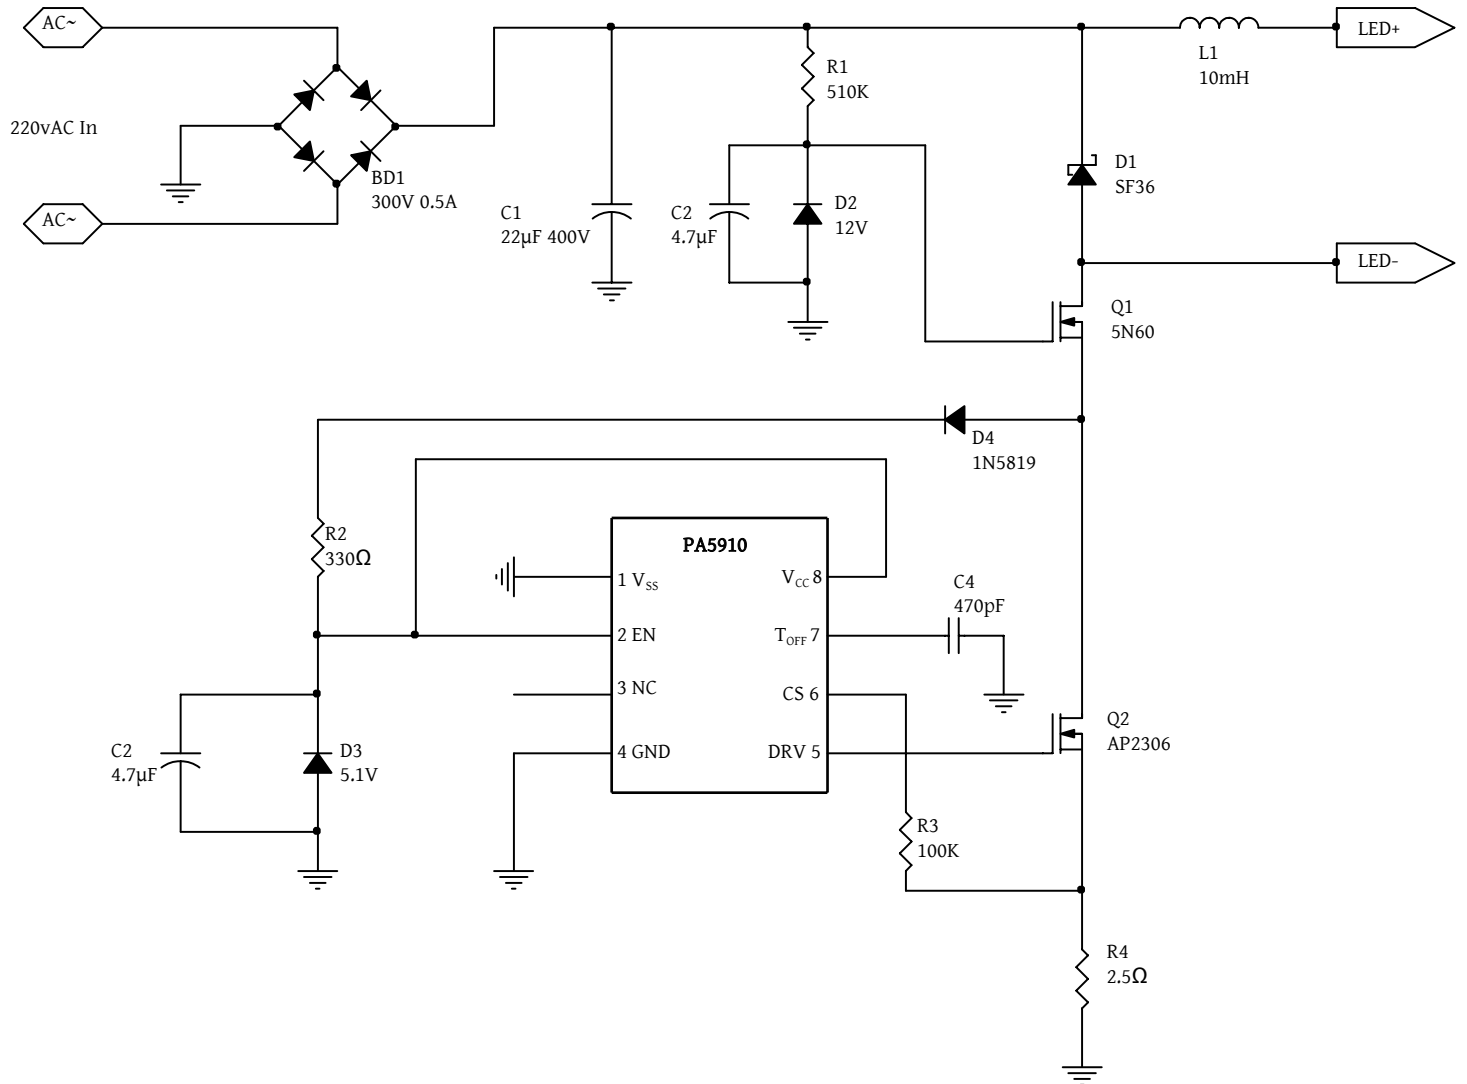 AC~
LED+
L1
10mH
R1
510K
220vAC In
D1
SF36
BD1
300V 0.5A
AC~
C1
22µF 400V
C2
4.7µF
D2
12V
LED-
Q1
5N60
D4
1N5819
R2
330Ω
PA5910
1 VSS
VCC 8
C4
470pF
2 EN
TOFF 7
3 NC
CS 6
Q2
AP2306
C2
4.7µF
D3
5.1V
4 GND
DRV 5
R3
100K
R4
2.5Ω